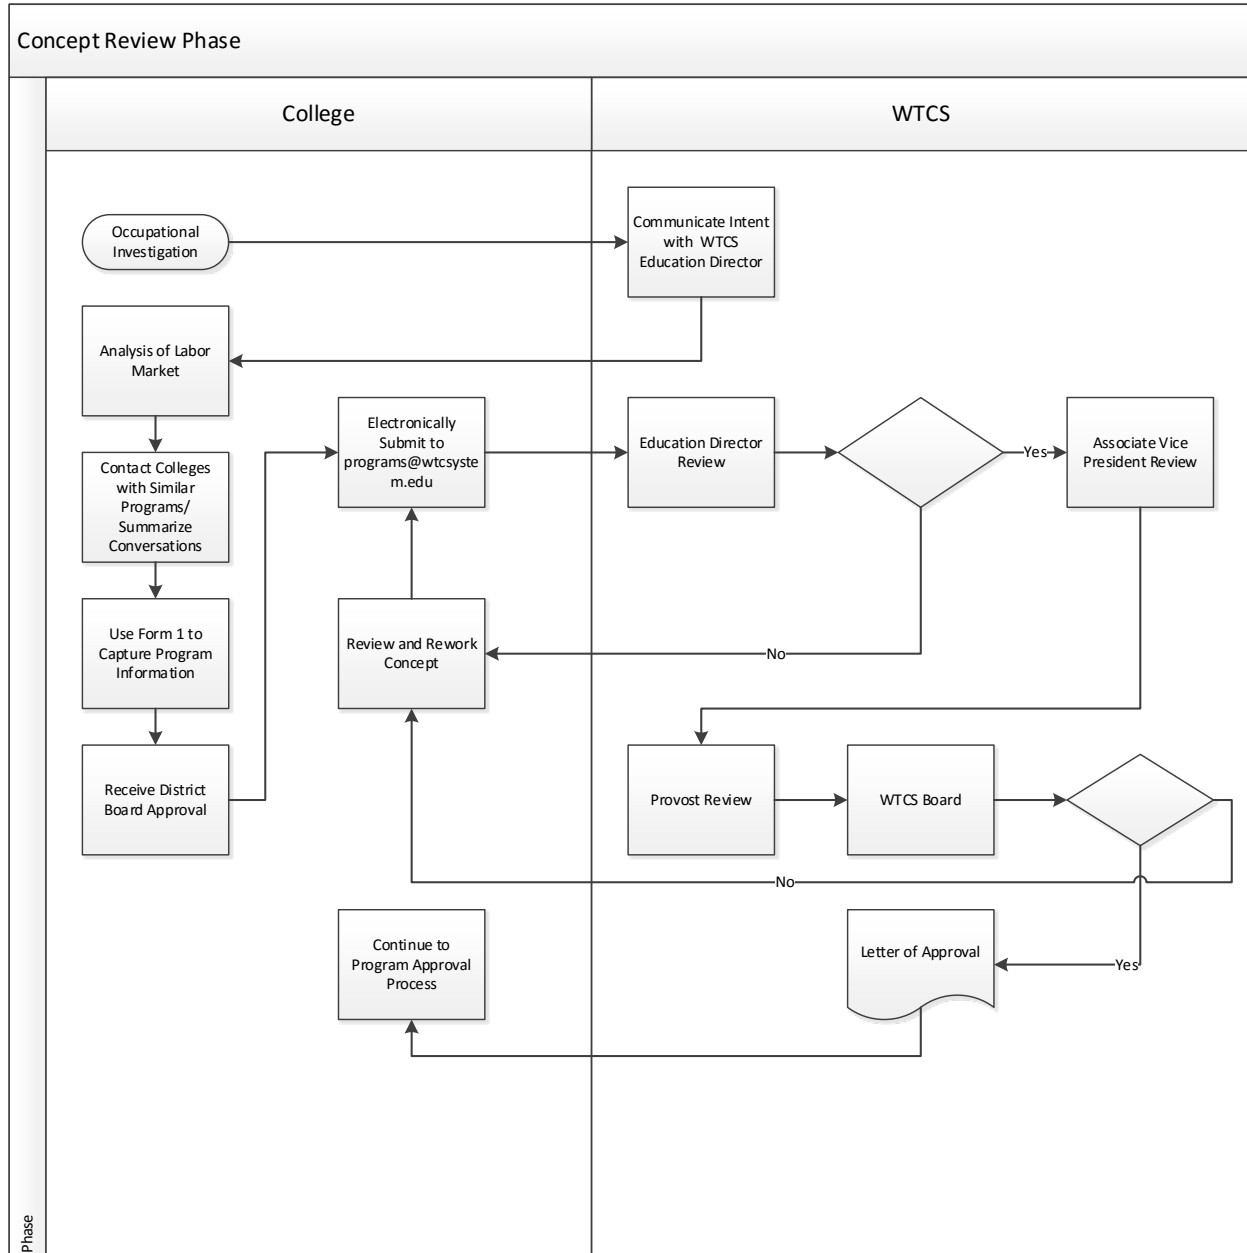 Concept Review Phase
College
WTCS
Occupational
Investigation
Communicate Intent
with WTCS
Education Director
Analysis of Labor
Market
Electronically
Submit to
programs@wtcsyste
m.edu
Education Director
Review
Yes
Associate Vice
President Review
Contact Colleges
with Similar
Programs/
Summarize
Conversations
Use Form 1 to
Capture Program
Information
Review and Rework
Concept
No
Receive District
Board Approval
Provost Review
WTCS Board
No
Continue to
Program Approval
Process
Letter of Approval
Yes
Phase